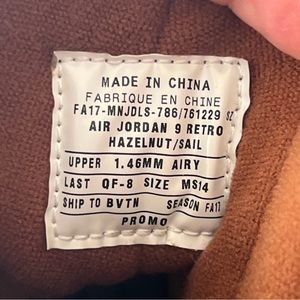 MADE IN CHINA
FABRIQUE EN CHINE
FA17-MNJDLS-786/761229 SZ
AIR JORDAN 9 RETRO
HAZELNUT/SAIL
UPPER 1.46MM AIRY
LAST QF-8 SIZE MS14
SHIP TO BVTN SEASON FA17
PROMO